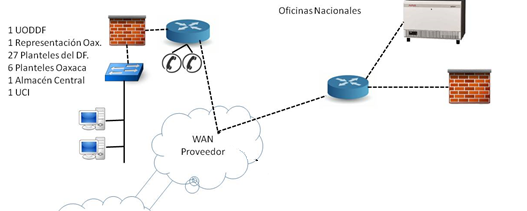 Oficinas Nacionales
1 UODDF
1 Representación Oax.
27 Planteles del DF.
6 Planteles Oaxaca
1 Almacén Central
1 UCI
WAN
Proveedor